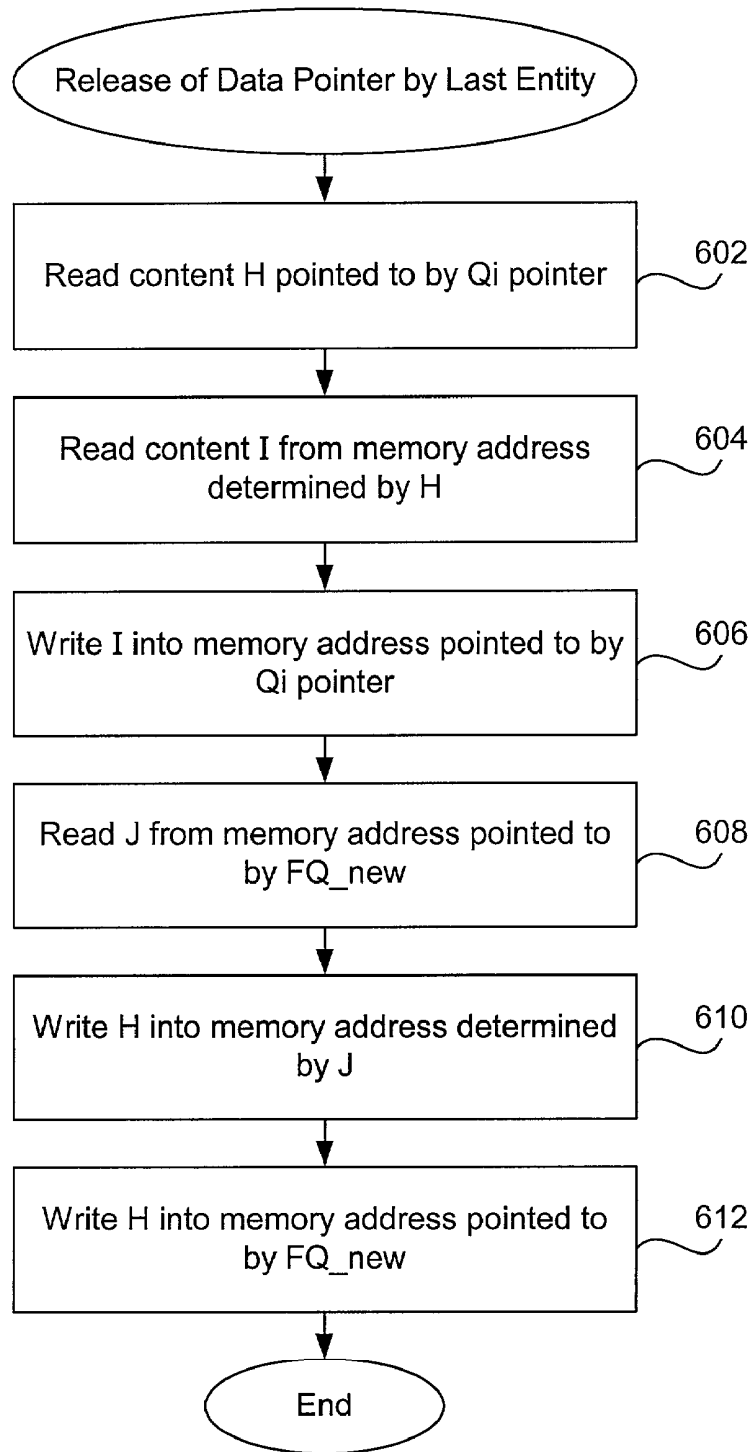 Release of Data Pointer by Last Entity
Read content H pointed to by Qi pointer
602
Read content I from memory address
determined by H
604
Write I into memory address pointed to by
Qi pointer
606
Read J from memory address pointed to
by FQ_new
608
Write H into memory address determined
by J
610
Write H into memory address pointed to
by FQ_new
612
End